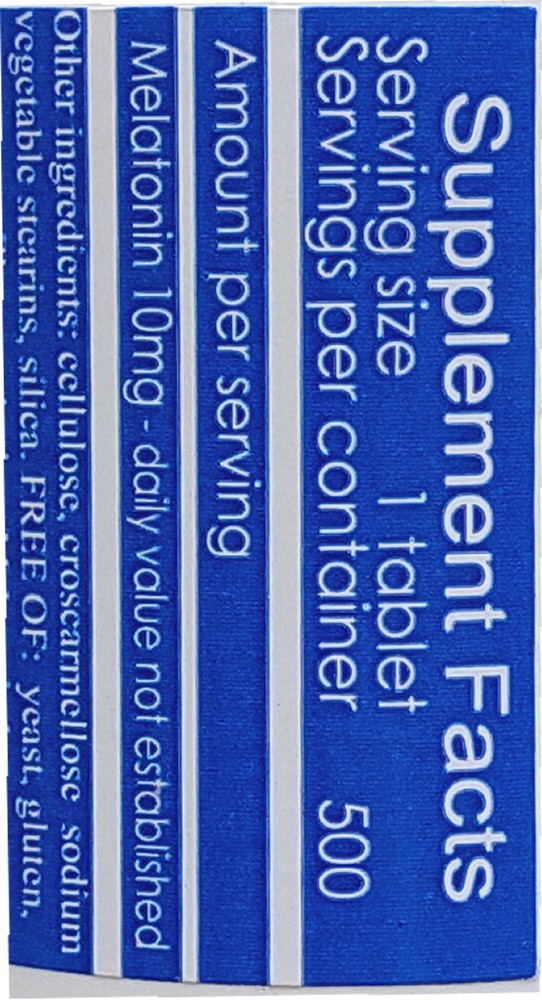 Supplement Facts
Serving size 1 tablet
Servings per container 500
Amount per serving
Melatonin 10mg - daily value not established
Other ingredients: cellulose, croscarmellose sodium
vegetable stearins, silica. FREE OF: yeast, gluten,